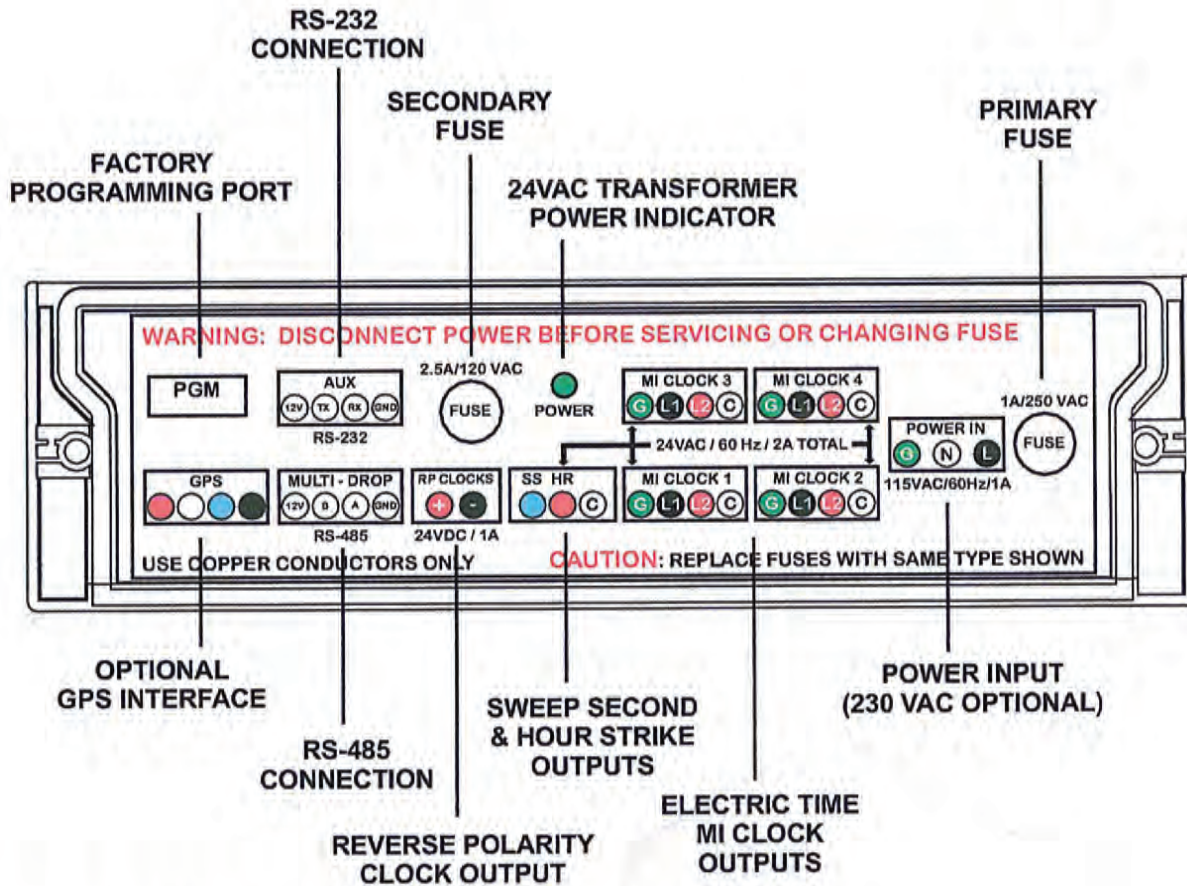 RS-232
CONNECTION
SECONDARY
FUSE
PRIMARY
FUSE
FACTORY
PROGRAMMING PORT
24VAC TRANSFORMER
POWER INDICATOR
WARNING: DISCONNECT POWER BEFORE SERVICING OR CHANGING FUSE
PGM
AUX
12V TX RX GND
RS-232
2.5A/120 VAC
FUSE
POWER
MI CLOCK 3
G L1 L2 C
MI CLOCK 4
G L1 L2 C
24VAC / 60 Hz / 2A TOTAL
POWER IN
G N L
115VAC/60Hz/1A
1A/250 VAC
FUSE
GPS
MULTI - DROP
12V B A GND
RS-485
RP CLOCKS
+ -
24VDC / 1A
SS HR
C
MI CLOCK 1
G L1 L2 C
MI CLOCK 2
G L1 L2 C
USE COPPER CONDUCTORS ONLY
CAUTION: REPLACE FUSES WITH SAME TYPE SHOWN
OPTIONAL
GPS INTERFACE
RS-485
CONNECTION
REVERSE POLARITY
CLOCK OUTPUT
SWEEP SECOND
& HOUR STRIKE
OUTPUTS
ELECTRIC TIME
MI CLOCK
OUTPUTS
POWER INPUT
(230 VAC OPTIONAL)